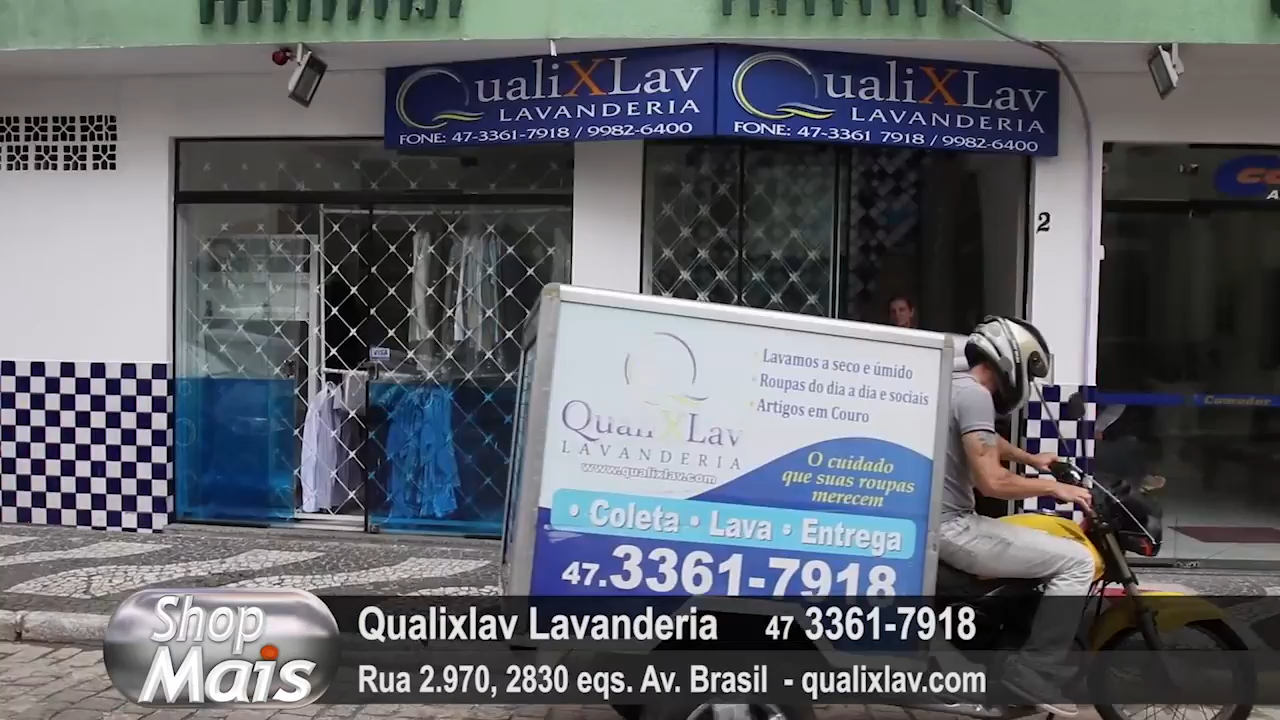 QualiXLav
LAVANDERIA
FONE: 47-3361-7918 / 9982-6400
QualiXLav
LAVANDERIA
FONE: 47-3361 7918 / 9982-6400
2
VISA
QualiXLav
LAVANDERIA
www.qualixlav.com
Lavamos a seco e úmido
Roupas do dia a dia e sociais
Artigos em Couro
O cuidado
que suas roupas
merecem
• Coleta • Lava • Entrega
47.3361-7918
Shop
Mais
Qualixlav Lavanderia 47 3361-7918
Rua 2.970, 2830 eqs. Av. Brasil - qualixlav.com